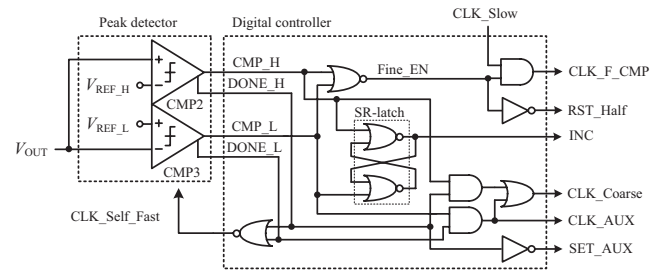 Peak detector
Digital controller
CLK_Slow
CMP_H
Fine_EN
CLK_F_CMP
V_REF_H
CMP2
DONE_H
RST_Half
V_REF_L
CMP_L
SR-latch
INC
V_OUT
DONE_L
CMP3
CLK_Coarse
CLK_Self_Fast
CLK_AUX
SET_AUX
+
−
+
−